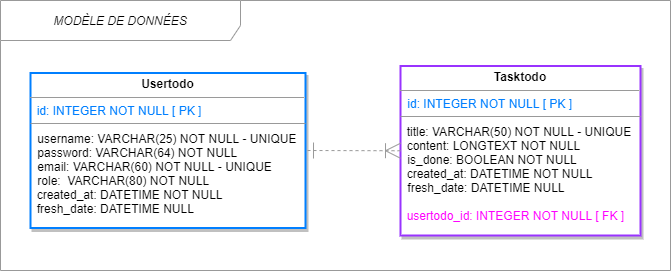 MODÈLE DE DONNÉES
Usertodo
id: INTEGER NOT NULL [ PK ]
username: VARCHAR(25) NOT NULL - UNIQUE
password: VARCHAR(64) NOT NULL
email: VARCHAR(60) NOT NULL - UNIQUE
role: VARCHAR(80) NOT NULL
created_at: DATETIME NOT NULL
fresh_date: DATETIME NULL
Tasktodo
id: INTEGER NOT NULL [ PK ]
title: VARCHAR(50) NOT NULL - UNIQUE
content: LONGTEXT NOT NULL
is_done: BOOLEAN NOT NULL
created_at: DATETIME NOT NULL
fresh_date: DATETIME NULL
usertodo_id: INTEGER NOT NULL [ FK ]